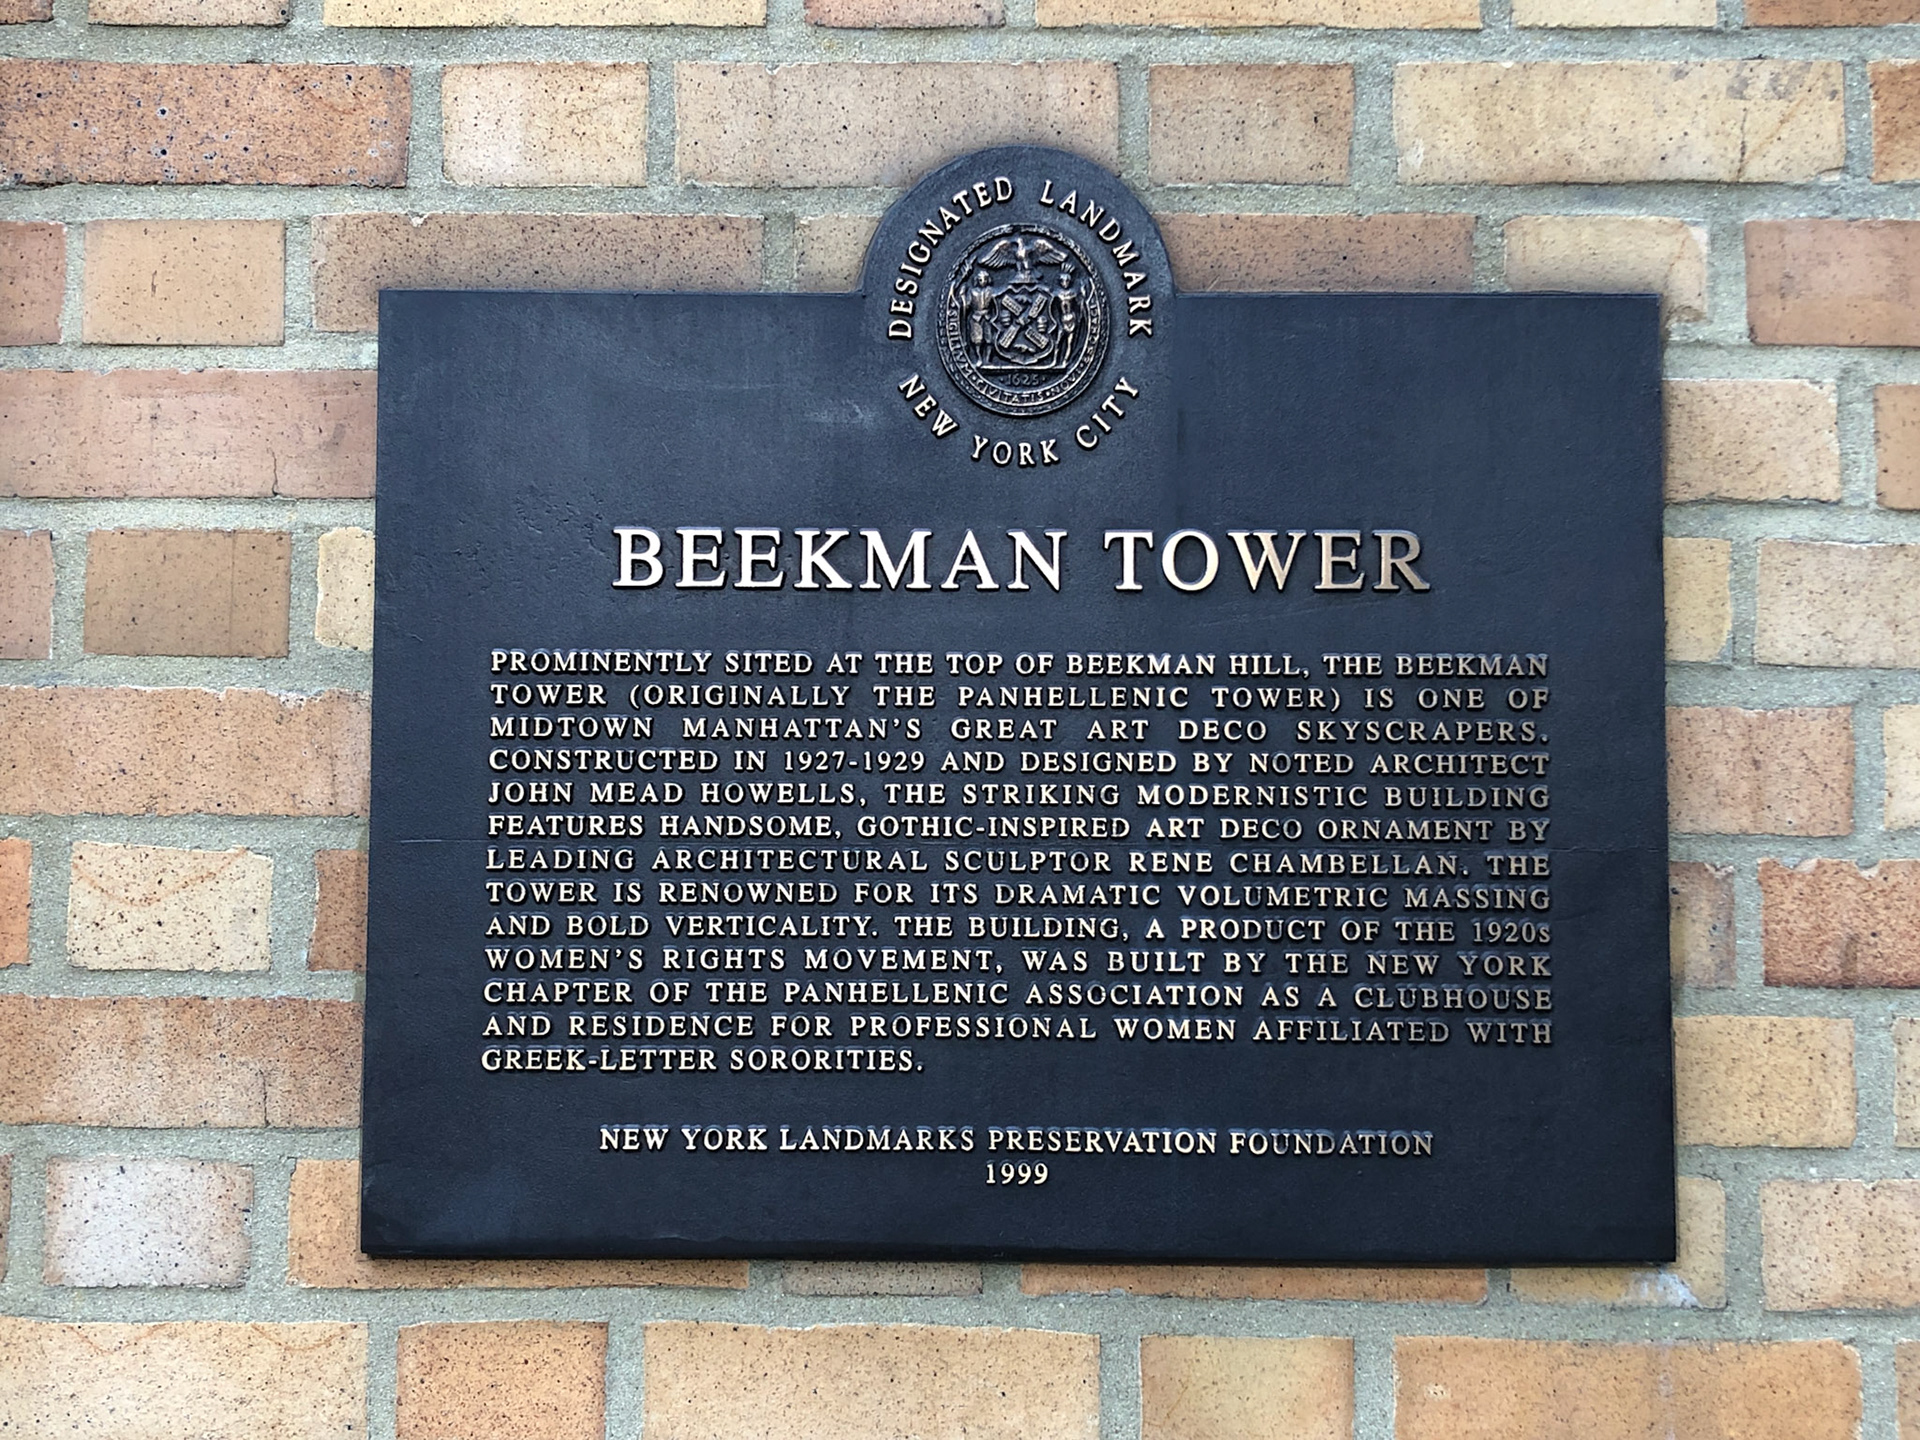 DESIGNATED LANDMARK
SIGILLVM CIVITATIS NOVI
1625
NEW YORK CITY
BEEKMAN TOWER
PROMINENTLY SITED AT THE TOP OF BEEKMAN HILL, THE BEEKMAN
TOWER (ORIGINALLY THE PANHELLENIC TOWER) IS ONE OF
MIDTOWN MANHATTAN'S GREAT ART DECO SKYSCRAPERS.
CONSTRUCTED IN 1927-1929 AND DESIGNED BY NOTED ARCHITECT
JOHN MEAD HOWELLS, THE STRIKING MODERNISTIC BUILDING
FEATURES HANDSOME, GOTHIC-INSPIRED ART DECO ORNAMENT BY
LEADING ARCHITECTURAL SCULPTOR RENE CHAMBELLAN. THE
TOWER IS RENOWNED FOR ITS DRAMATIC VOLUMETRIC MASSING
AND BOLD VERTICALITY. THE BUILDING, A PRODUCT OF THE 1920s
WOMEN'S RIGHTS MOVEMENT, WAS BUILT BY THE NEW YORK
CHAPTER OF THE PANHELLENIC ASSOCIATION AS A CLUBHOUSE
AND RESIDENCE FOR PROFESSIONAL WOMEN AFFILIATED WITH
GREEK-LETTER SORORITIES.
NEW YORK LANDMARKS PRESERVATION FOUNDATION
1999